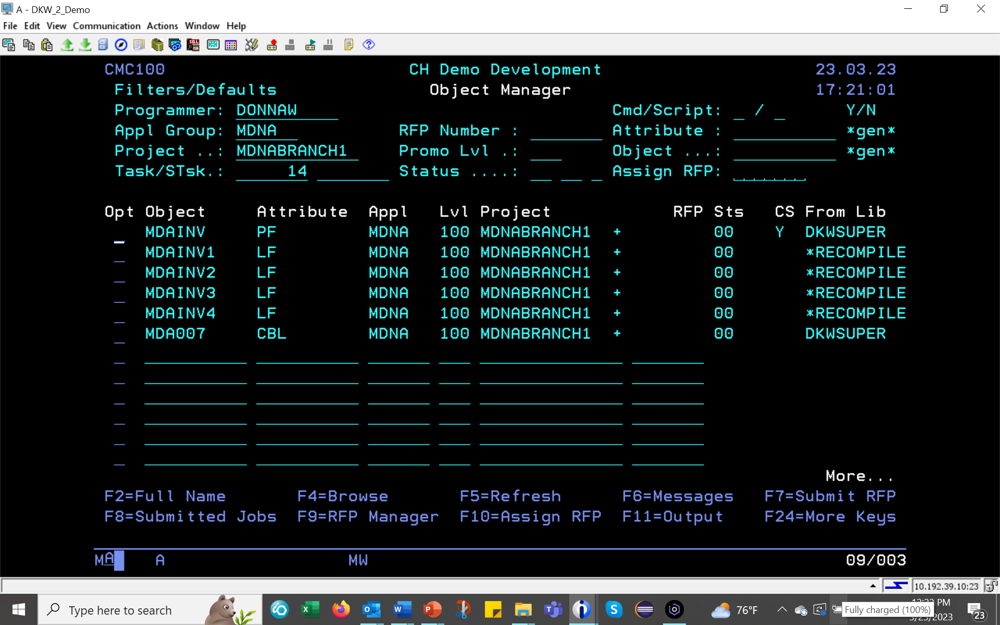 A - DKW_2_Demo
File Edit View Communication Actions Window Help
CMC100 CH Demo Development 23.03.23
Filters/Defaults Object Manager 17:21:01
Programmer: DONNAW Cmd/Script: _ / _ Y/N
Appl Group: MDNA RFP Number : Attribute : *gen*
Project ..: MDNABRANCH1 Promo Lvl .: Object ...: *gen*
Task/STsk.: 14 Status ....: Assign RFP:
Opt Object Attribute Appl Lvl Project RFP Sts CS From Lib
MDAINV PF MDNA 100 MDNABRANCH1 + 00 Y DKWSUPER
MDAINV1 LF MDNA 100 MDNABRANCH1 + 00 *RECOMPILE
MDAINV2 LF MDNA 100 MDNABRANCH1 + 00 *RECOMPILE
MDAINV3 LF MDNA 100 MDNABRANCH1 + 00 *RECOMPILE
MDAINV4 LF MDNA 100 MDNABRANCH1 + 00 *RECOMPILE
MDA007 CBL MDNA 100 MDNABRANCH1 + 00 DKWSUPER
More...
F2=Full Name F4=Browse F5=Refresh F6=Messages F7=Submit RFP
F8=Submitted Jobs F9=RFP Manager F10=Assign RFP F11=Output F24=More Keys
MA A MW 09/003
10.192.39.10:23
Type here to search 76°F Fully charged (100%) PM
23